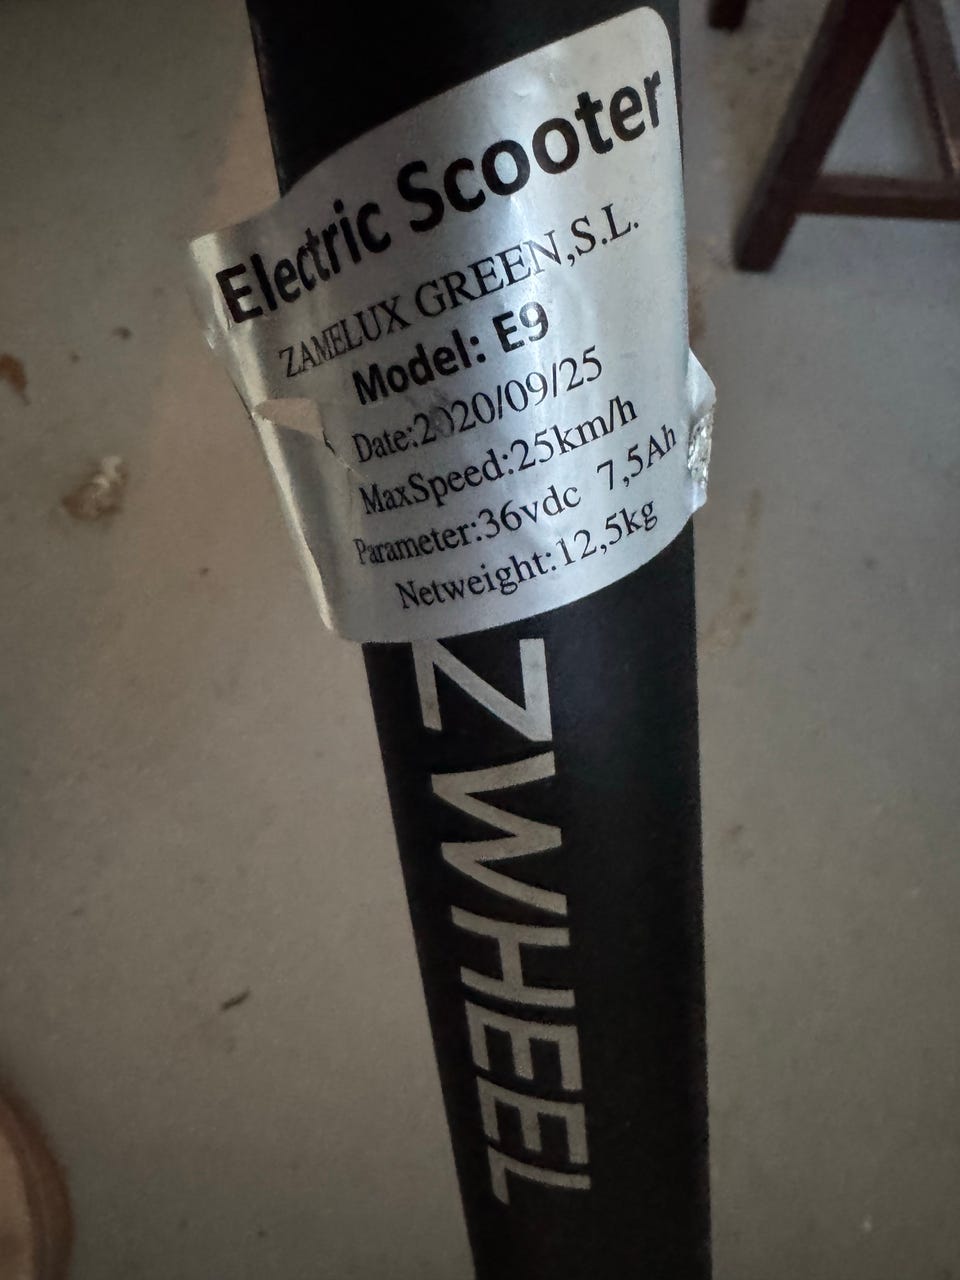 Electric Scooter
ZAMELUX GREEN,S.L.
Model: E9
Date:2020/09/25
MaxSpeed:25km/h
Parameter:36vdc 7,5Ah
Netweight:12,5kg
ZWHEEL